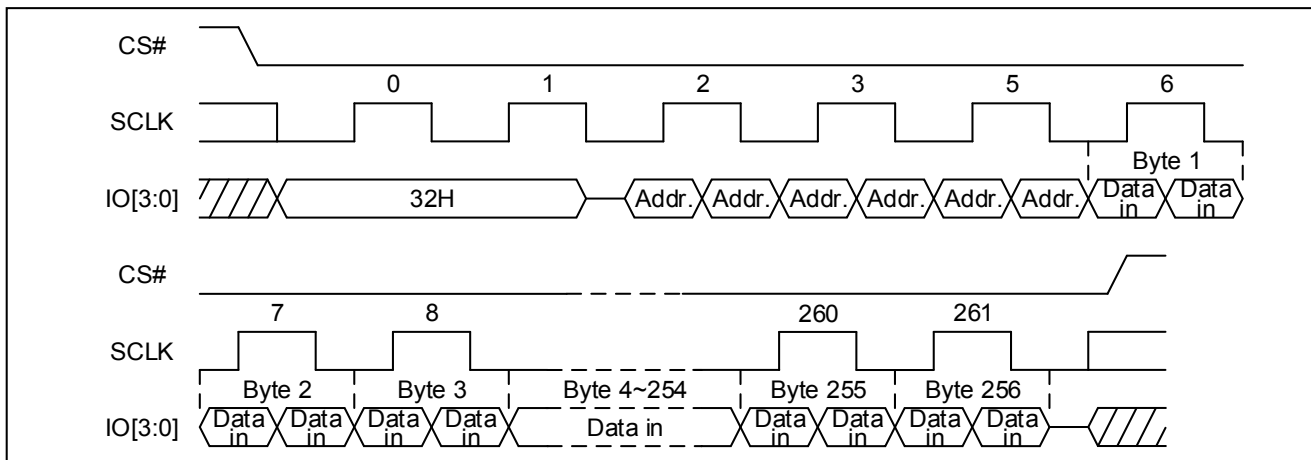 CS#
0 1 2 3 5 6
SCLK
Byte 1
IO[3:0] 32H Addr. Addr. Addr. Addr. Addr. Addr. Data in Data in
CS#
7 8 260 261
SCLK
Byte 2 Byte 3 Byte 4~254 Byte 255 Byte 256
IO[3:0] Data in Data in Data in Data in Data in Data in Data in Data in Data in